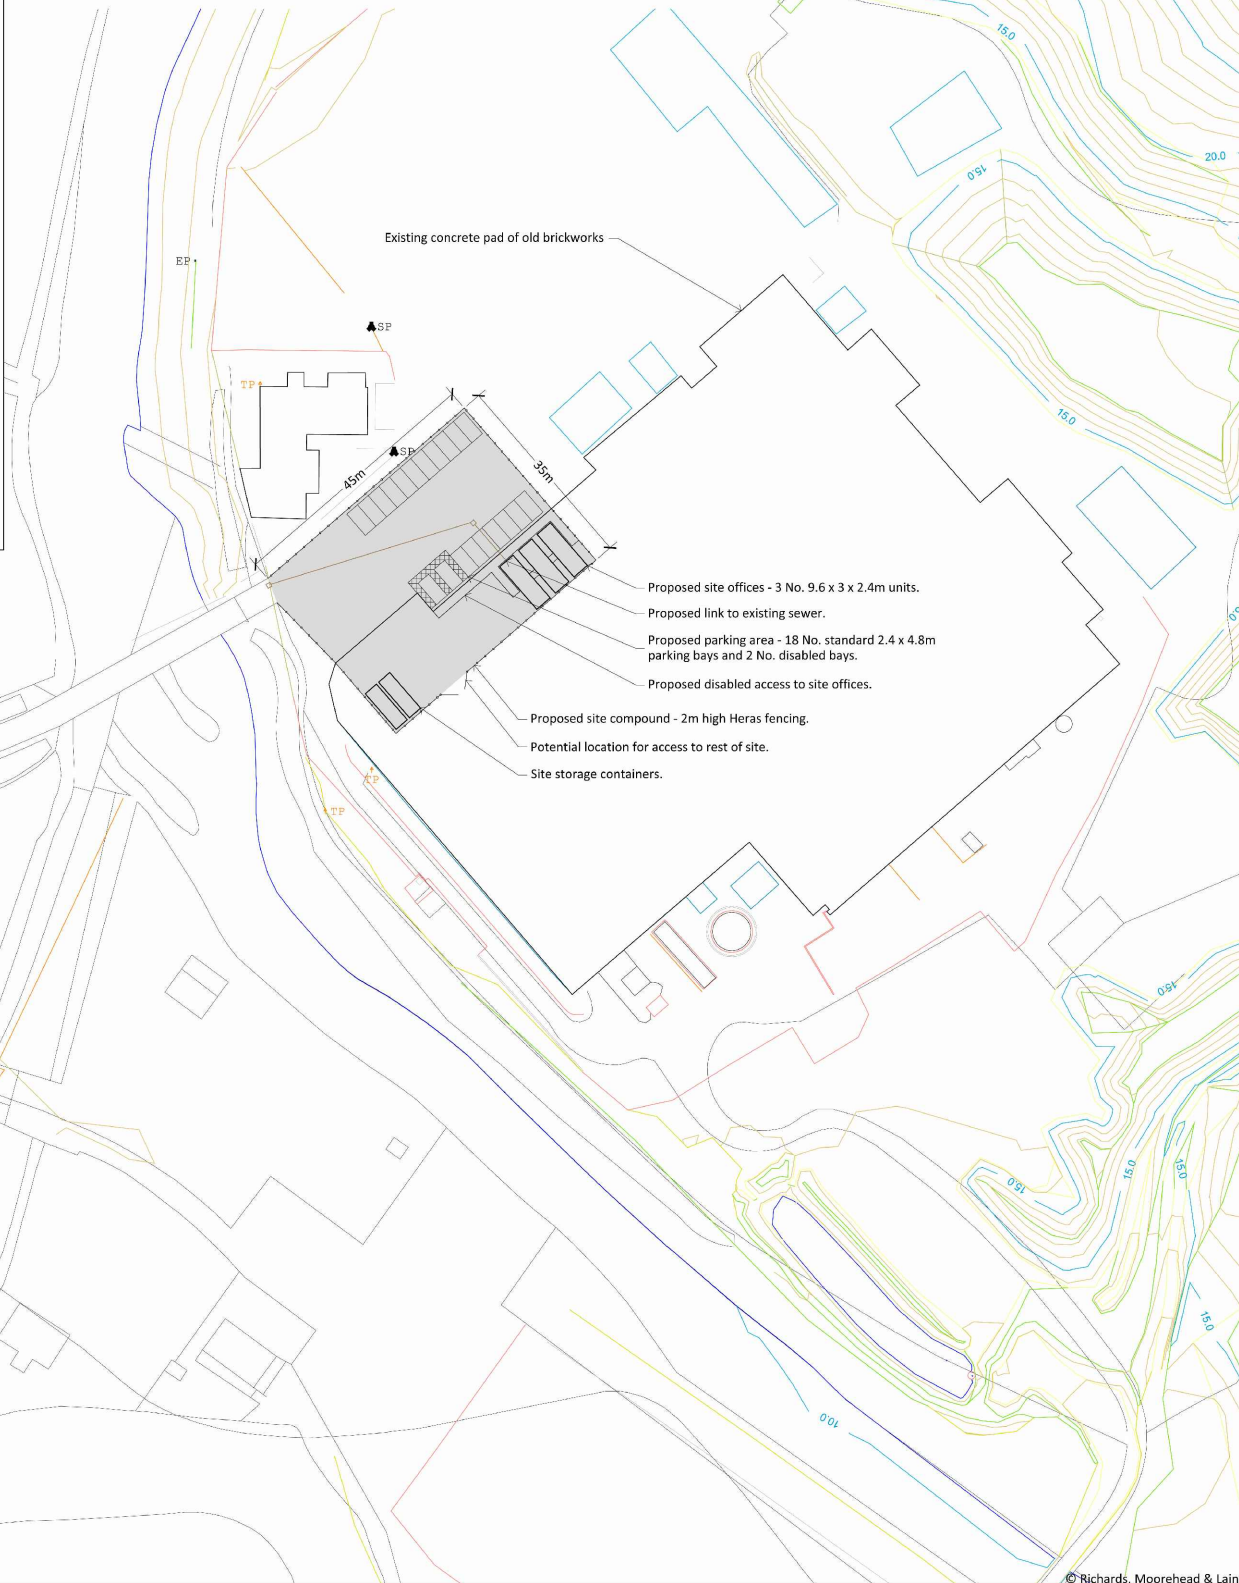 15.0
20.0
15.0
Existing concrete pad of old brickworks
EP
SP
TP
15.0
SP
45m
35m
Proposed site offices - 3 No. 9.6 x 3 x 2.4m units.
Proposed link to existing sewer.
Proposed parking area - 18 No. standard 2.4 x 4.8m
parking bays and 2 No. disabled bays.
Proposed disabled access to site offices.
Proposed site compound - 2m high Heras fencing.
Potential location for access to rest of site.
Site storage containers.
TP
TP
15.0
15.0
15.0
15.0
15.0
10.0
© Richards, Moorehead & Lain